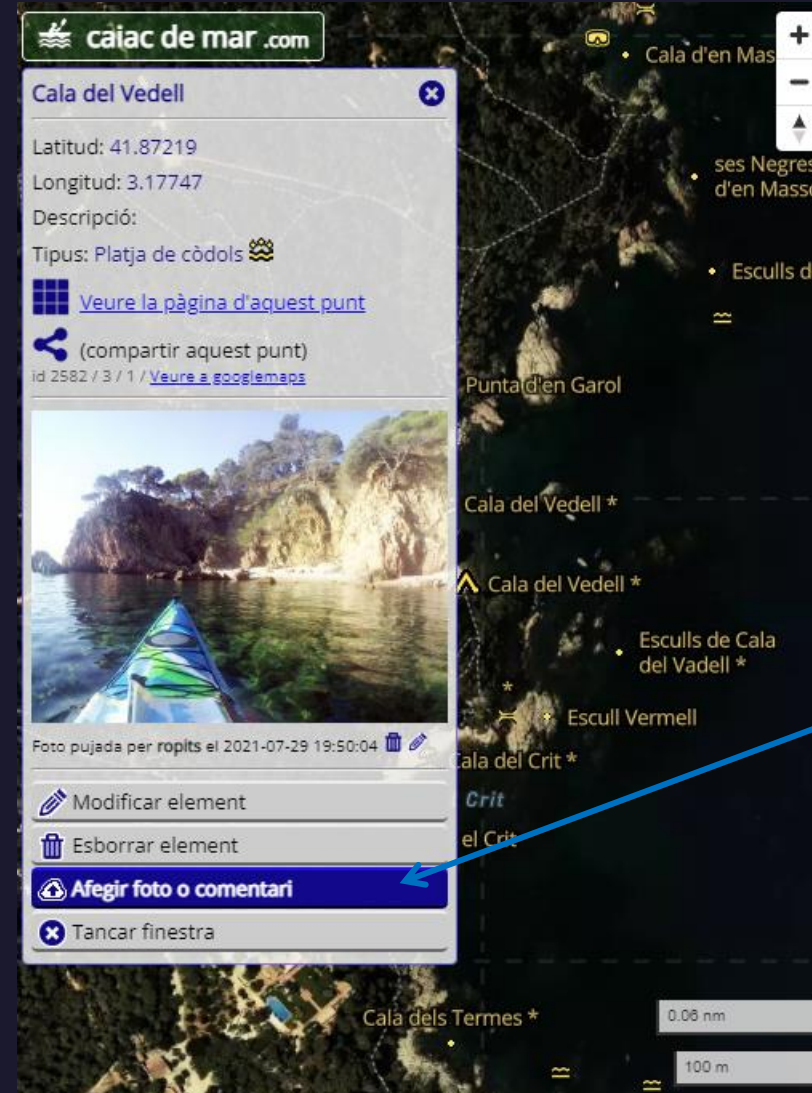 caiac de mar .com
Cala del Vedell
Latitud: 41.87219
Longitud: 3.17747
Descripció:
Tipus: Platja de còdols
Veure la pàgina d'aquest punt
(compartir aquest punt)
id 2582 / 3 / 1 / Veure a googlemaps
Foto pujada per ropits el 2021-07-29 19:50:04
Modificar element
Esborrar element
Afegir foto o comentari
Tancar finestra
Cala d'en Mas
ses Negres
d'en Masso
Esculls d
Punta d'en Garol
Cala del Vedell *
Cala del Vedell *
Esculls de Cala
del Vadell *
*
Escull Vermell
Cala del Crit *
Crit
el Crit
Cala dels Termes *
0.06 nm
100 m